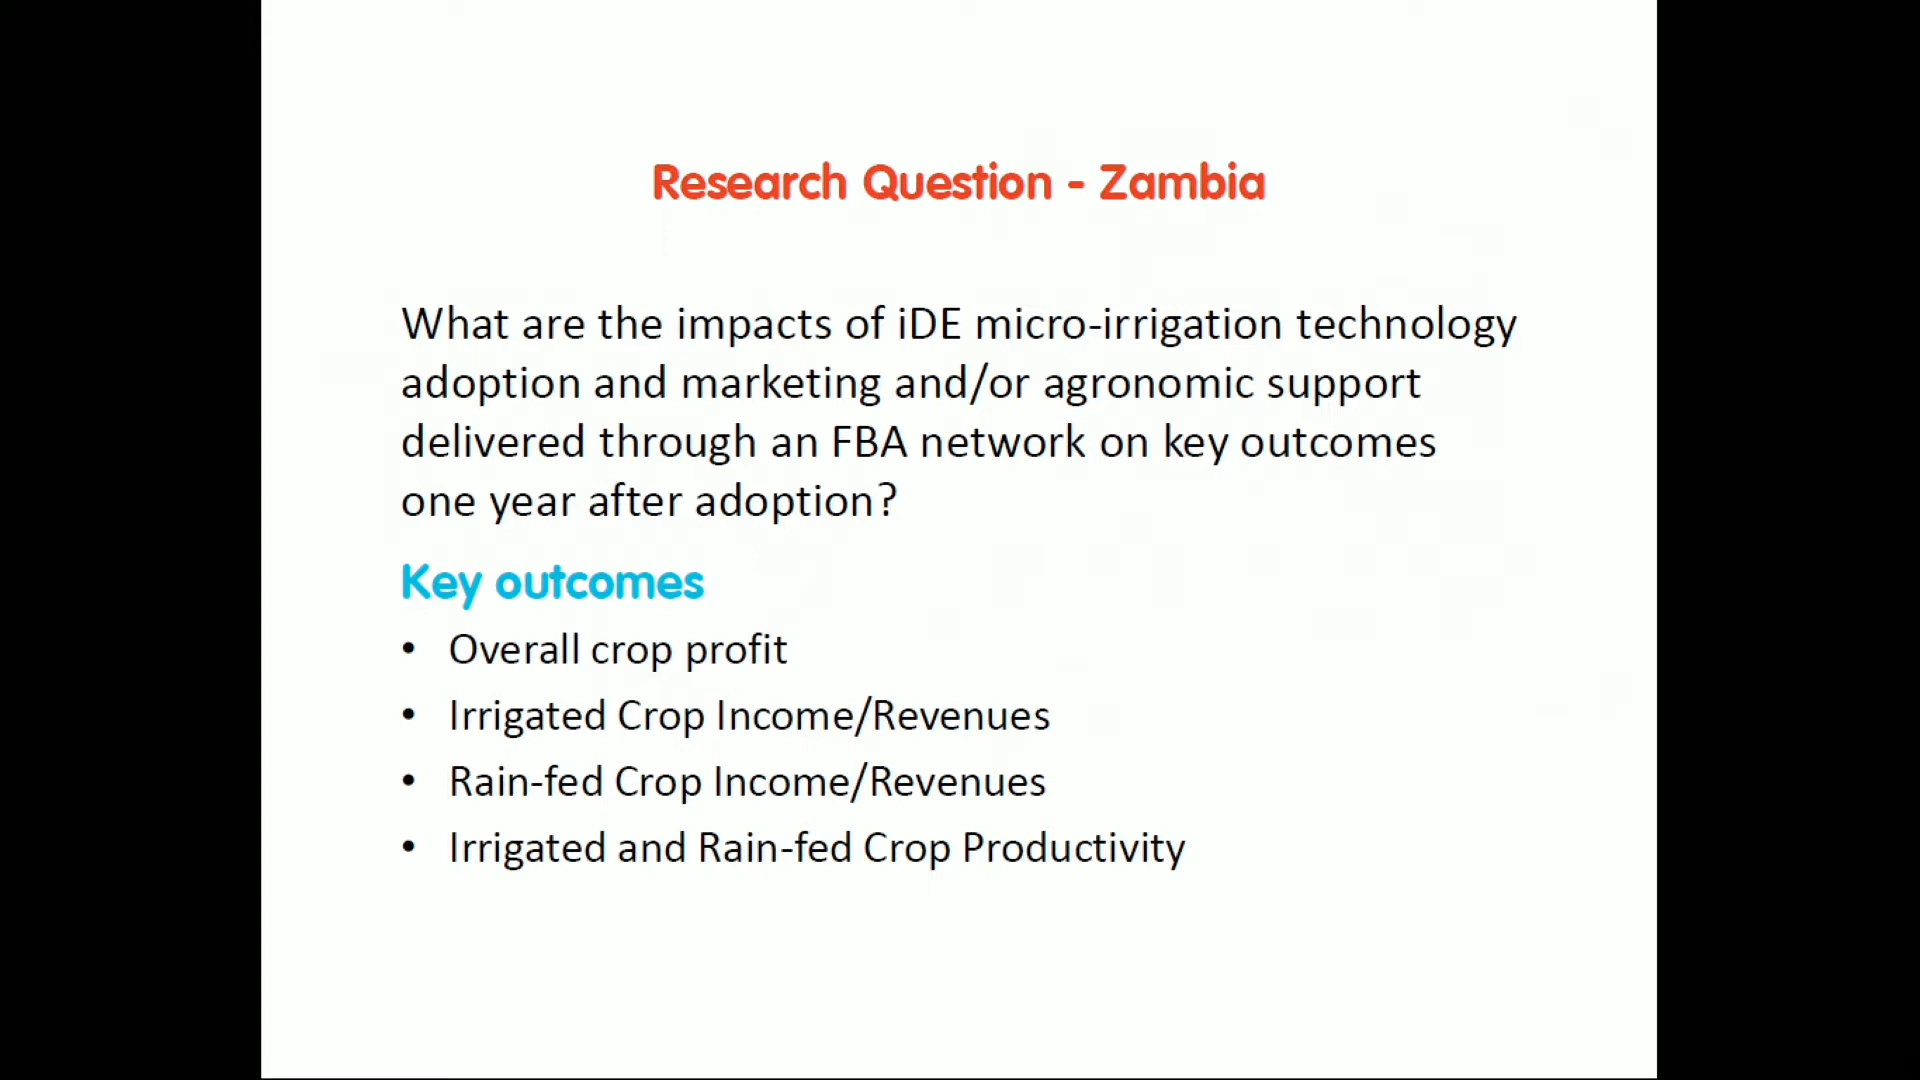 Research Question - Zambia
What are the impacts of iDE micro-irrigation technology
adoption and marketing and/or agronomic support
delivered through an FBA network on key outcomes
one year after adoption?
Key outcomes
• Overall crop profit
• Irrigated Crop Income/Revenues
• Rain-fed Crop Income/Revenues
• Irrigated and Rain-fed Crop Productivity